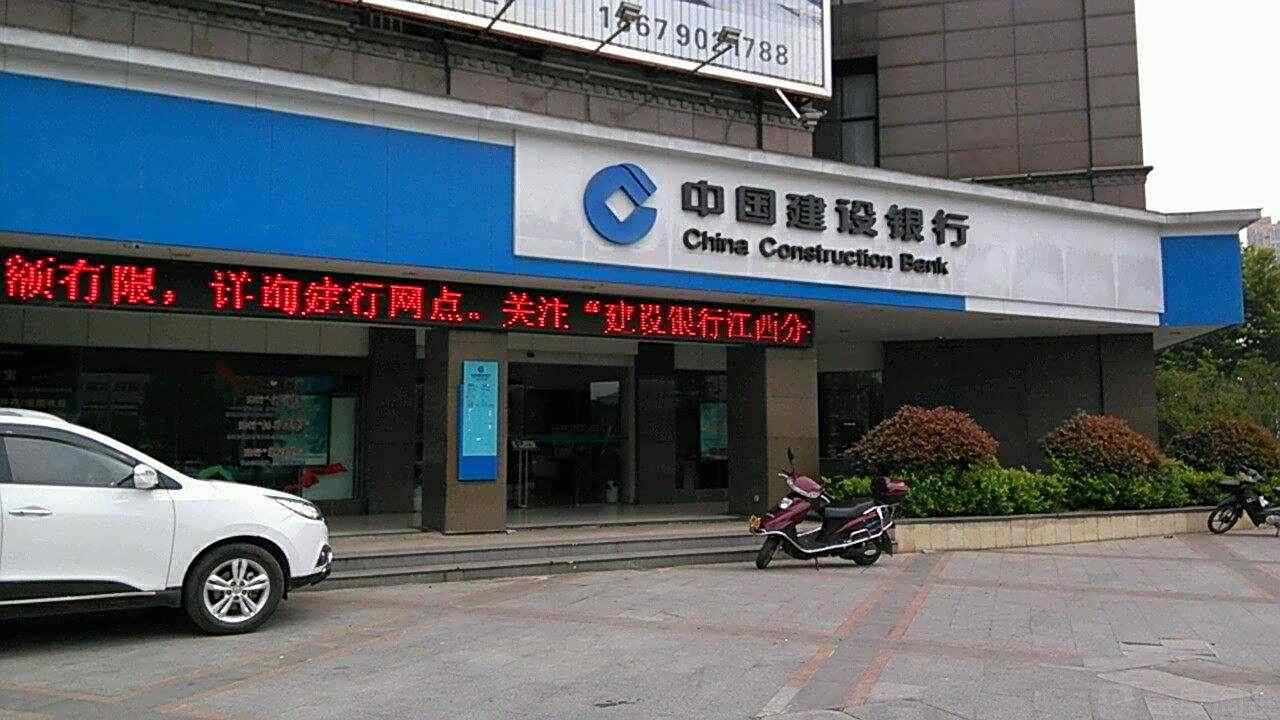 中国建设银行
China Construction Bank
额有限，详询建行网点。关注“建设银行江西分